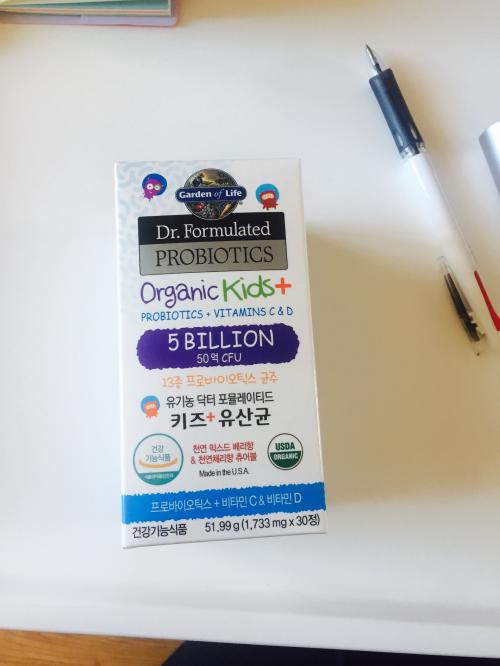 Garden of Life
Dr. Formulated
PROBIOTICS
Organic Kids+
PROBIOTICS + VITAMINS C & D
5 BILLION
50억 CFU
13종 프로바이오틱스 균주
유기농 닥터 포뮬레이티드
키즈+유산균
건강
기능식품
천연 믹스드 베리향
& 천연체리향 츄어블
Made in the U.S.A.
USDA
ORGANIC
프로바이오틱스 + 비타민 C & 비타민 D
건강기능식품
51.99 g (1,733 mg x 30정)